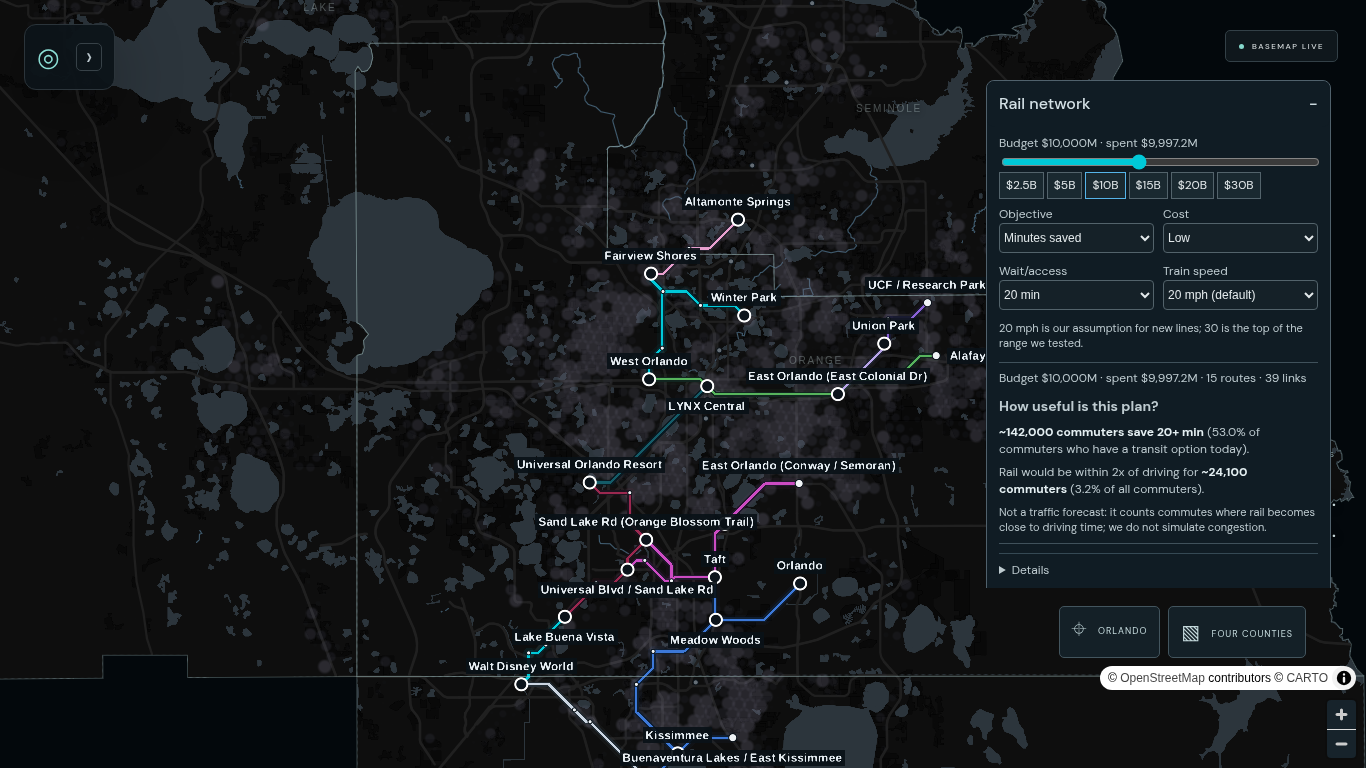 LAKE
BASEMAP LIVE
SEMINOLE
Rail network
−
Budget $10,000M · spent $9,997.2M
$2.5B
$5B
$10B
$15B
$20B
$30B
Objective
Cost
Minutes saved
Low
Wait/access
Train speed
20 min
20 mph (default)
20 mph is our assumption for new lines; 30 is the top of the
range we tested.
Budget $10,000M · spent $9,997.2M · 15 routes · 39 links
How useful is this plan?
~142,000 commuters save 20+ min (53.0% of
commuters who have a transit option today).
Rail would be within 2x of driving for ~24,100
commuters (3.2% of all commuters).
Not a traffic forecast: it counts commutes where rail becomes
close to driving time; we do not simulate congestion.
Details
Altamonte Springs
Fairview Shores
UCF / Research Park
Winter Park
Union Park
ORANGE
Alafay
West Orlando
East Orlando (East Colonial Dr)
LYNX Central
Universal Orlando Resort
East Orlando (Conway / Semoran)
Sand Lake Rd (Orange Blossom Trail)
Taft
Orlando
Universal Blvd / Sand Lake Rd
Lake Buena Vista
Meadow Woods
Walt Disney World
Kissimmee
Buenaventura Lakes / East Kissimmee
ORLANDO
FOUR COUNTIES
© OpenStreetMap contributors © CARTO
+
−